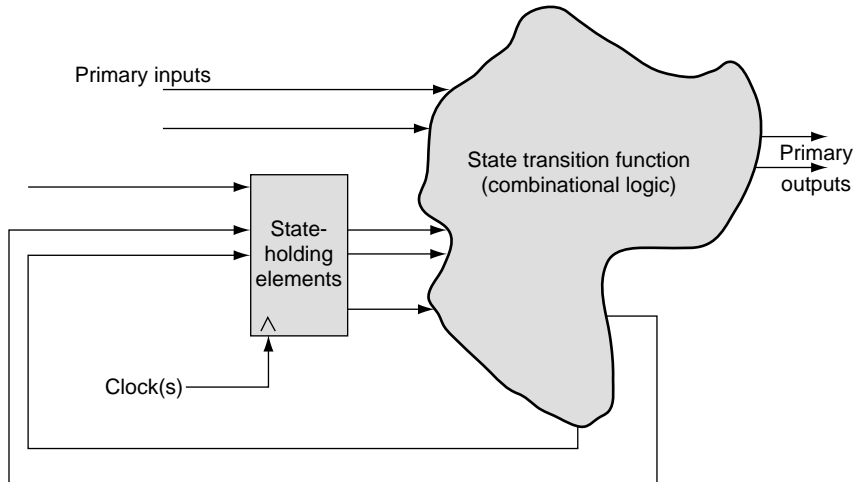 Primary inputs
State transition function
(combinational logic)
Primary
outputs
State-
holding
elements
Clock(s)